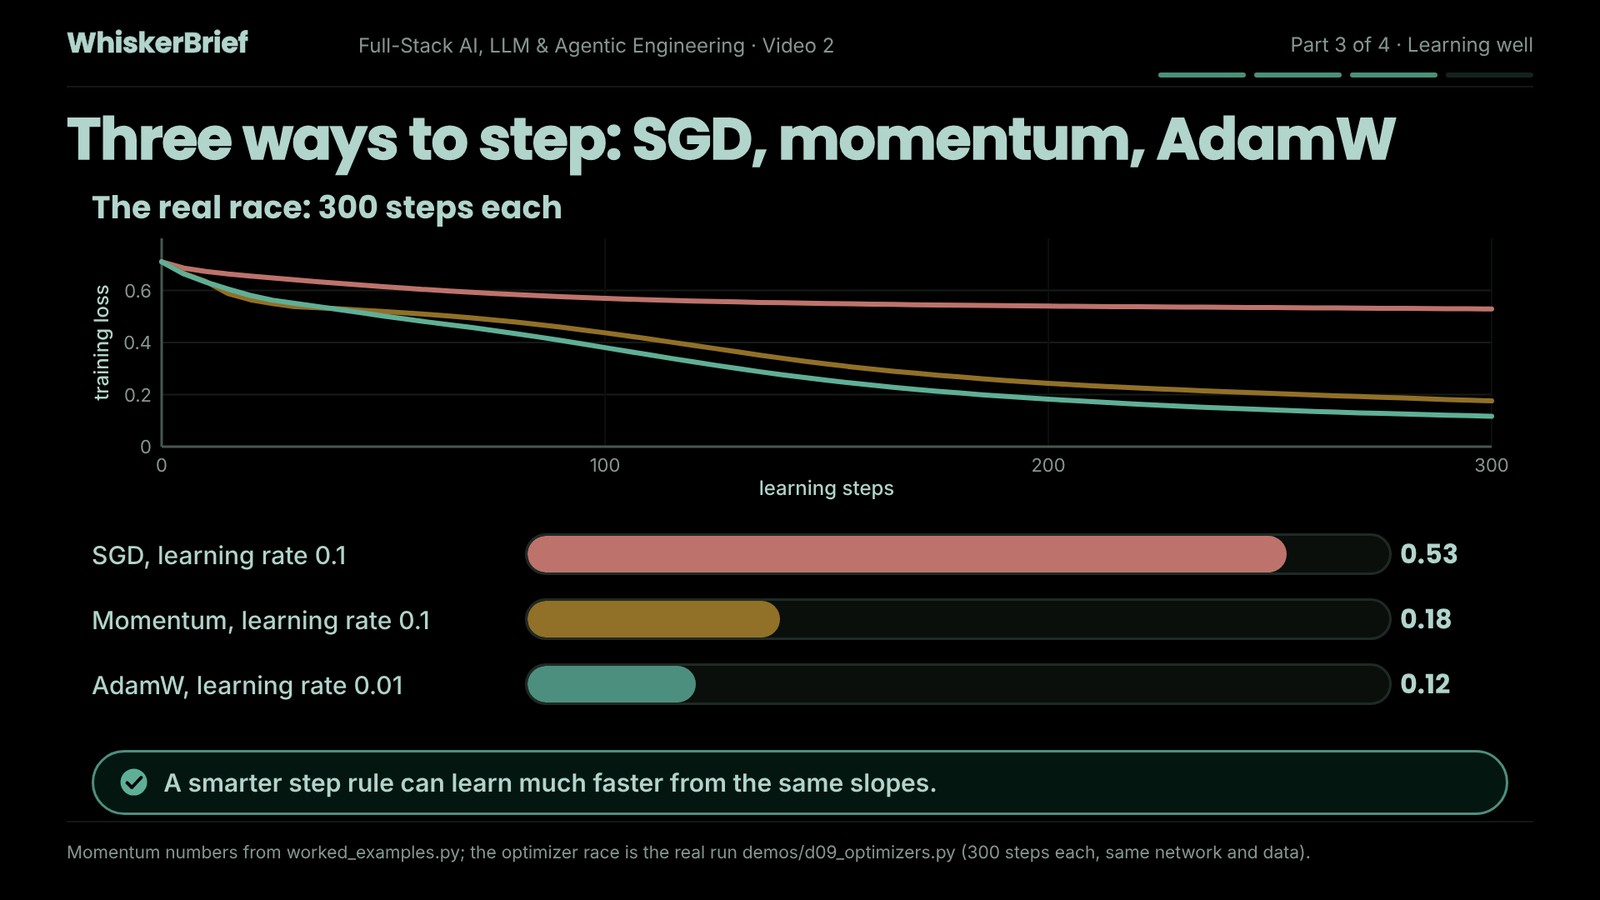 WhiskerBrief
Full-Stack AI, LLM & Agentic Engineering · Video 2
Part 3 of 4 · Learning well
Three ways to step: SGD, momentum, AdamW
The real race: 300 steps each
training loss
0.6
0.4
0.2
0
0 100 200 300
learning steps
SGD, learning rate 0.1 0.53
Momentum, learning rate 0.1 0.18
AdamW, learning rate 0.01 0.12
A smarter step rule can learn much faster from the same slopes.
Momentum numbers from worked_examples.py; the optimizer race is the real run demos/d09_optimizers.py (300 steps each, same network and data).